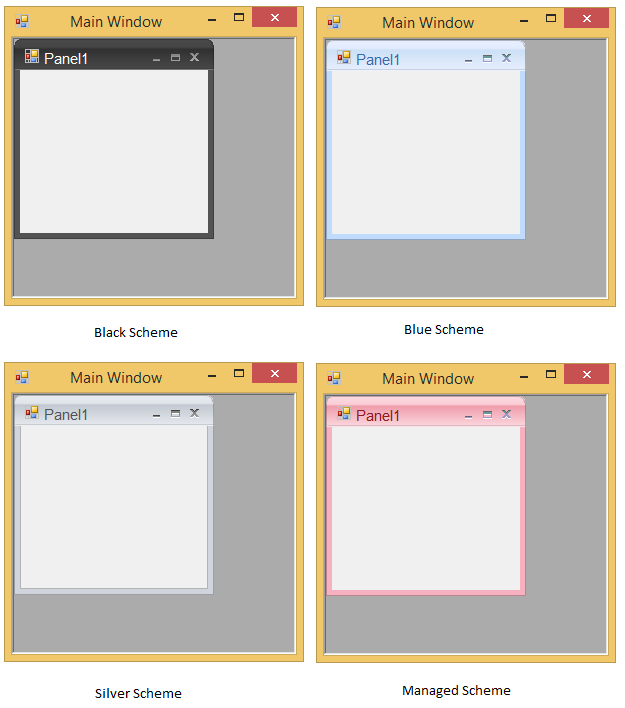 Main Window
Panel1
Main Window
Panel1
Black Scheme
Blue Scheme
Main Window
Panel1
Main Window
Panel1
Silver Scheme
Managed Scheme